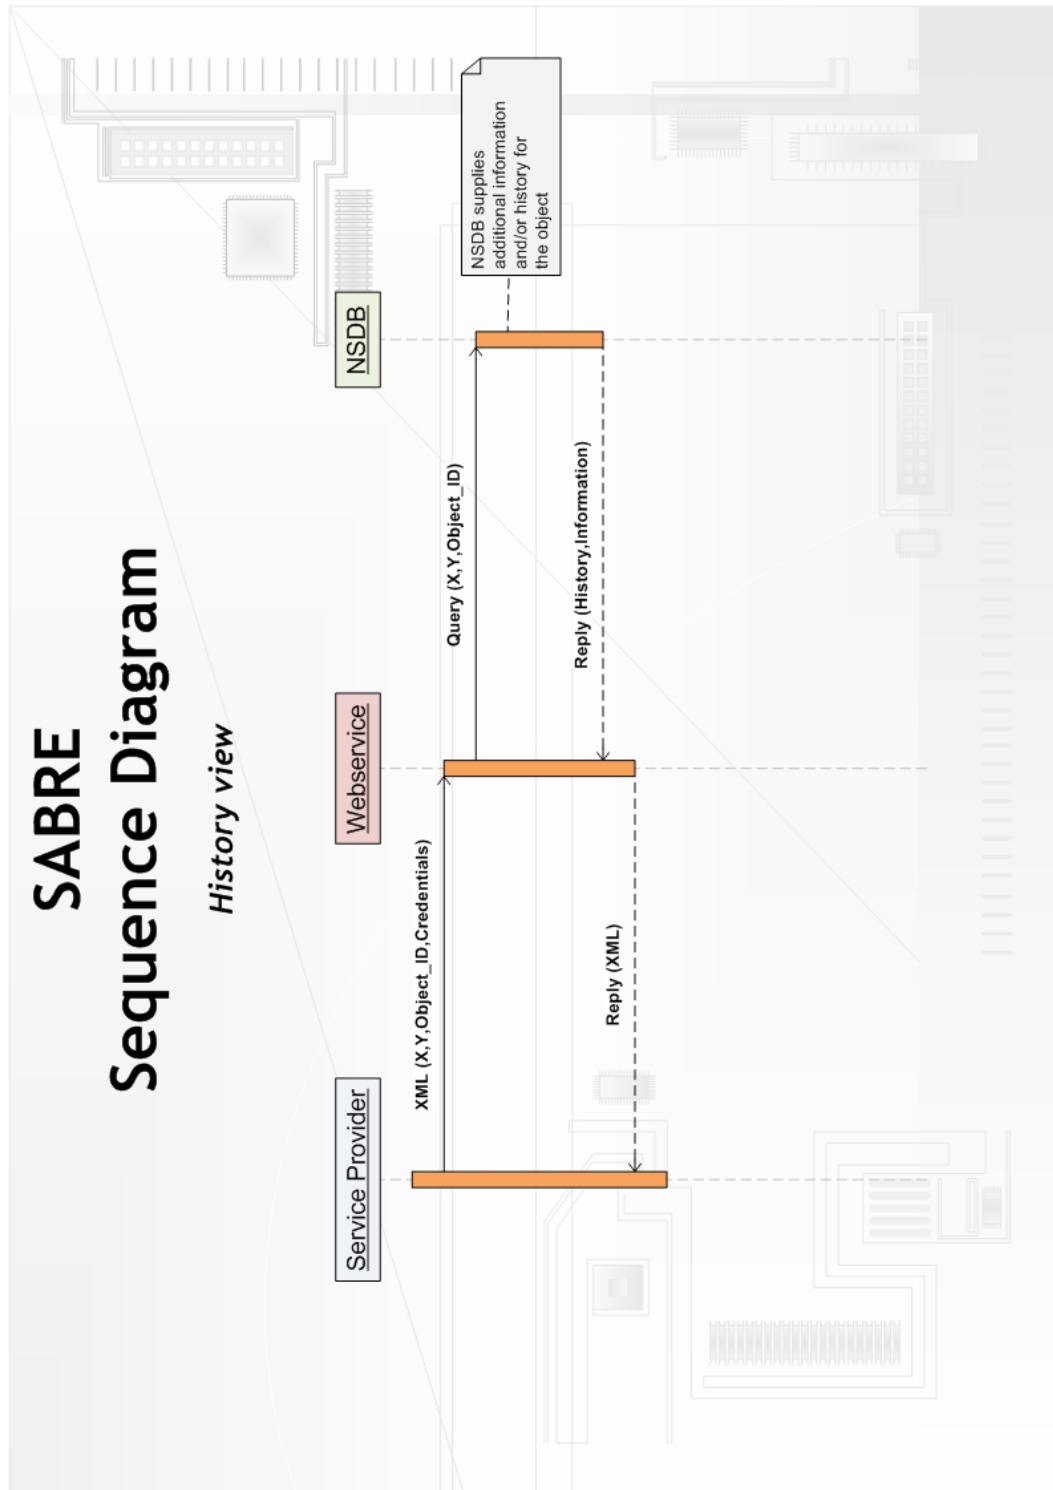 SABRE
Sequence Diagram
History view
Service Provider
Webservice
NSDB
XML (X,Y,Object_ID,Credentials)
Query (X,Y,Object_ID)
NSDB supplies
additional information
and/or history for
the object
Reply (History,Information)
Reply (XML)